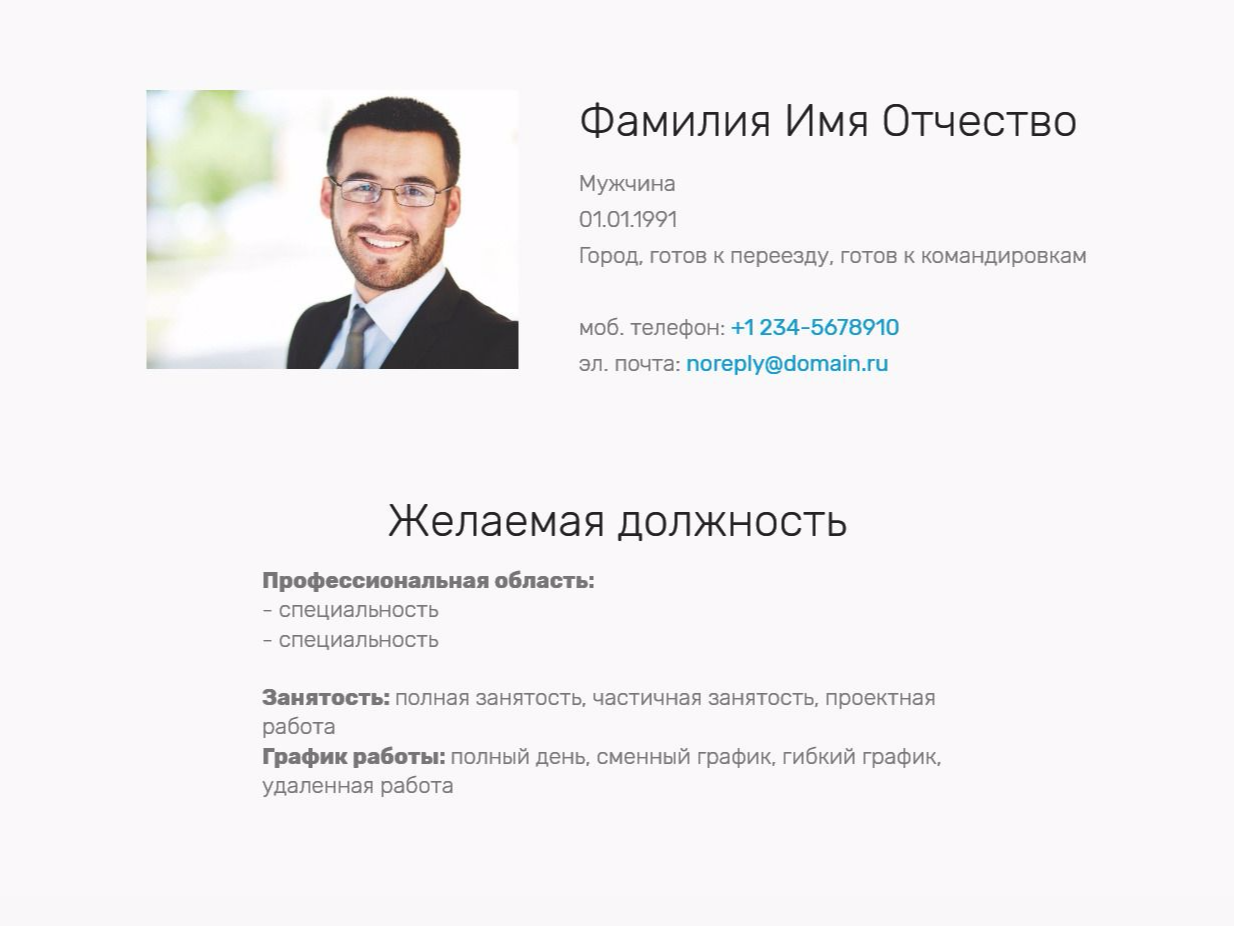 Фамилия Имя Отчество
Мужчина
01.01.1991
Город, готов к переезду, готов к командировкам
моб. телефон: +1 234-5678910
эл. почта: noreply@domain.ru
Желаемая должность
Профессиональная область:
- специальность
- специальность
Занятость: полная занятость, частичная занятость, проектная
работа
График работы: полный день, сменный график, гибкий график,
удаленная работа